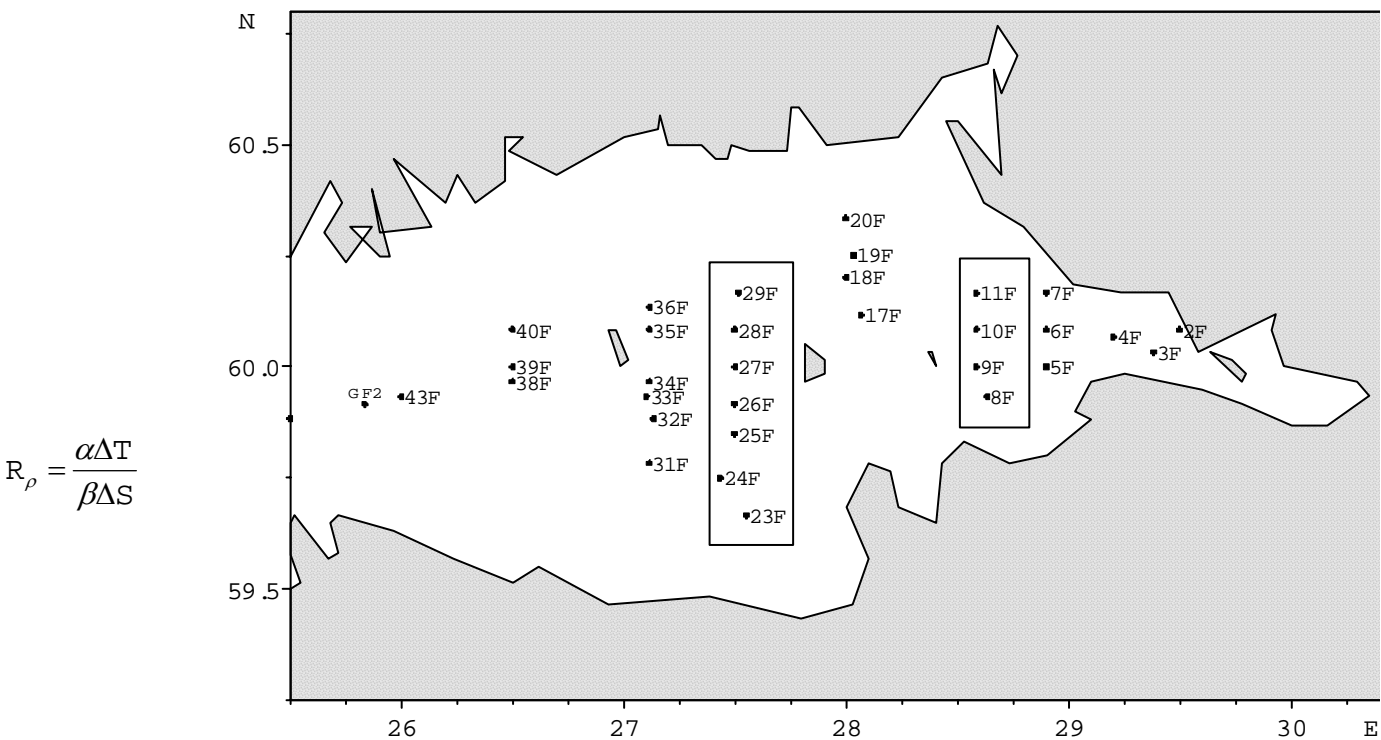 N
60.5
20F
19F
18F
29F 11F 7F
36F 17F
40F 35F 28F 10F 6F 4F 2F
3F
60.0 39F 27F 9F 5F
38F 34F
GF2 43F 33F 26F 8F
32F
25F
31F
24F
23F
59.5
Rρ = αΔT / βΔS
26 27 28 29 30 E